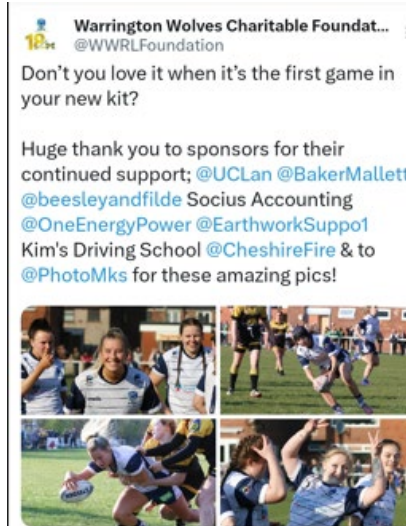 Warrington Wolves Charitable Foundat...
@WWRLFoundation
Don't you love it when it's the first game in
your new kit?
Huge thank you to sponsors for their
continued support; @UCLan @BakerMallett
@beesleyandfilde Socius Accounting
@OneEnergyPower @EarthworkSuppo1
Kim's Driving School @CheshireFire & to
@PhotoMks for these amazing pics!